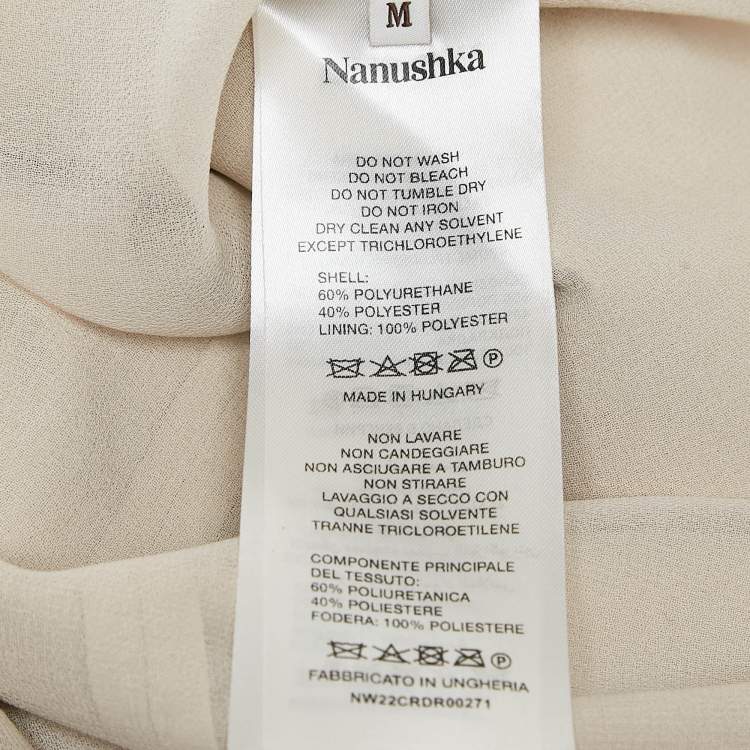 M
Nanushka
DO NOT WASH
DO NOT BLEACH
DO NOT TUMBLE DRY
DO NOT IRON
DRY CLEAN ANY SOLVENT
EXCEPT TRICHLOROETHYLENE
SHELL:
60% POLYURETHANE
40% POLYESTER
LINING: 100% POLYESTER
P
MADE IN HUNGARY
NON LAVARE
NON CANDEGGIARE
NON ASCIUGARE A TAMBURO
NON STIRARE
LAVAGGIO A SECCO CON
QUALSIASI SOLVENTE
TRANNE TRICLOROETILENE
COMPONENTE PRINCIPALE
DEL TESSUTO:
60% POLIURETANICA
40% POLIESTERE
FODERA: 100% POLIESTERE
P
FABBRICATO IN UNGHERIA
NW22CRDR00271